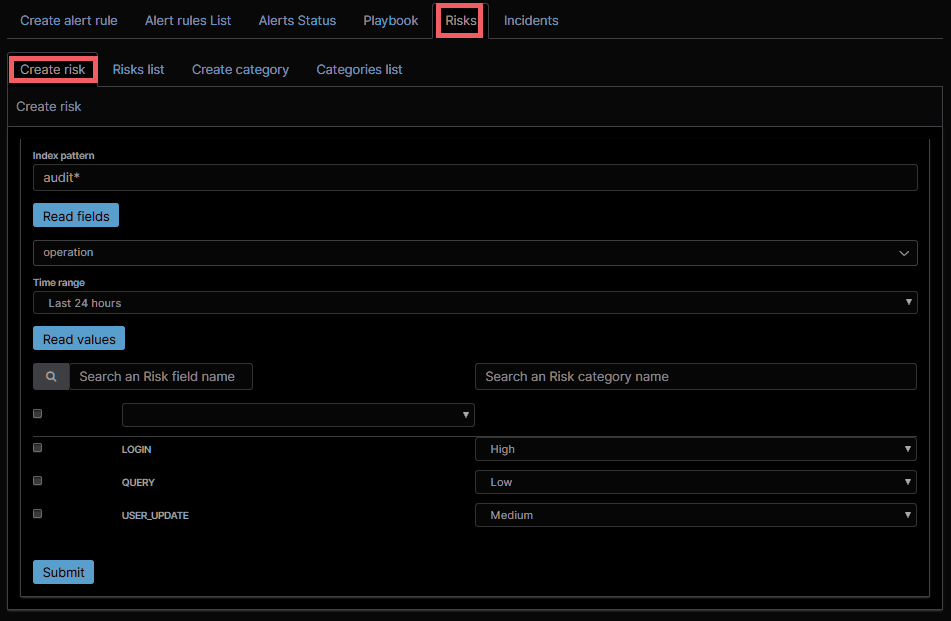 Create alert rule Alert rules List Alerts Status Playbook Risks Incidents
Create risk Risks list Create category Categories list
Create risk
Index pattern
audit*
Read fields
operation
Time range
Last 24 hours
Read values
Search an Risk field name Search an Risk category name
LOGIN High
QUERY Low
USER_UPDATE Medium
Submit